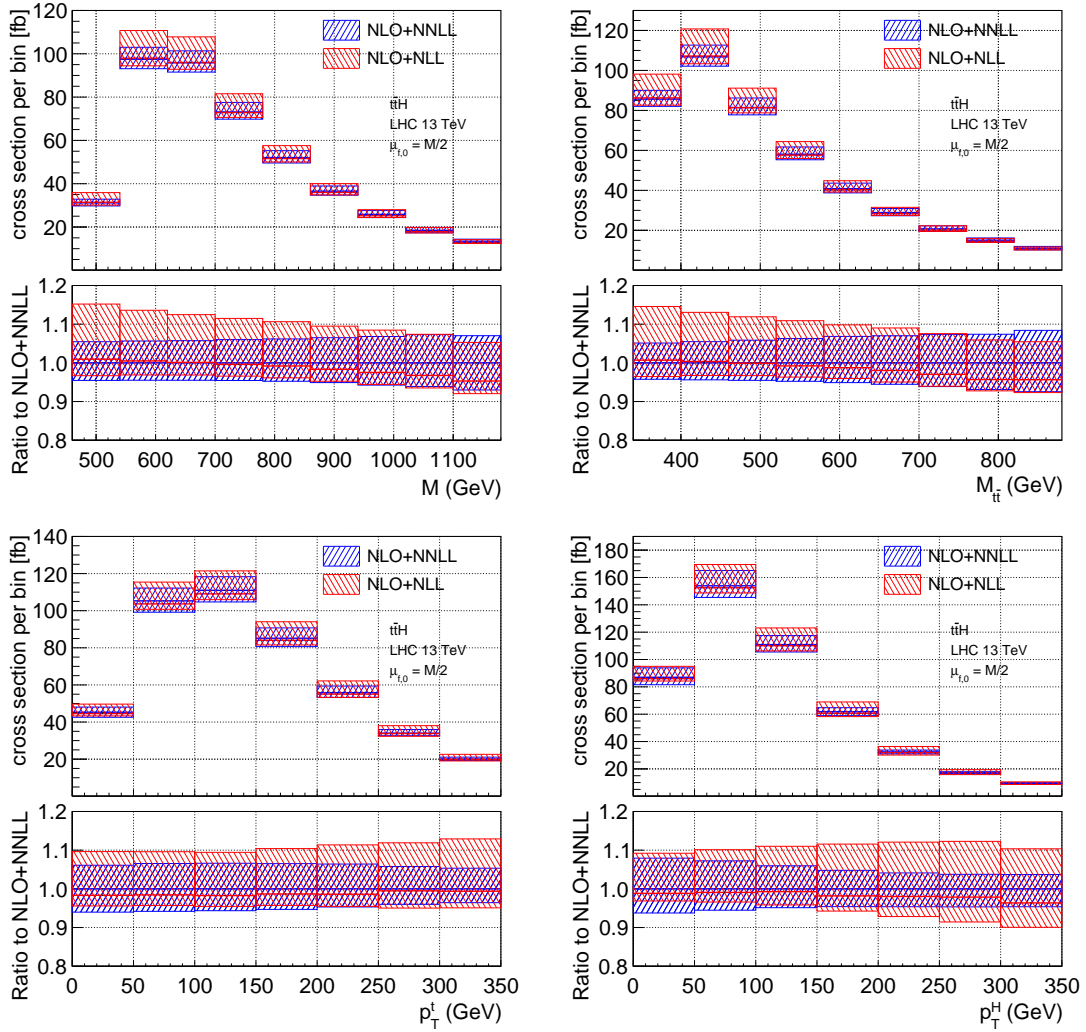 cross section per bin [fb]
120
100
80
60
40
20
NLO+NNLL
NLO+NLL
tt̄H
LHC 13 TeV
μf,0 = M/2
Ratio to NLO+NNLL
1.2
1.1
1.0
0.9
0.8
500 600 700 800 900 1000 1100
M (GeV)
cross section per bin [fb]
120
100
80
60
40
20
NLO+NNLL
NLO+NLL
tt̄H
LHC 13 TeV
μf,0 = M/2
Ratio to NLO+NNLL
1.2
1.1
1.0
0.9
0.8
400 500 600 700 800
Mtt̄ (GeV)
cross section per bin [fb]
140
120
100
80
60
40
20
NLO+NNLL
NLO+NLL
tt̄H
LHC 13 TeV
μf,0 = M/2
Ratio to NLO+NNLL
1.2
1.1
1.0
0.9
0.8
0 50 100 150 200 250 300 350
pTt (GeV)
cross section per bin [fb]
180
160
140
120
100
80
60
40
20
NLO+NNLL
NLO+NLL
tt̄H
LHC 13 TeV
μf,0 = M/2
Ratio to NLO+NNLL
1.2
1.1
1.0
0.9
0.8
0 50 100 150 200 250 300 350
pTH (GeV)